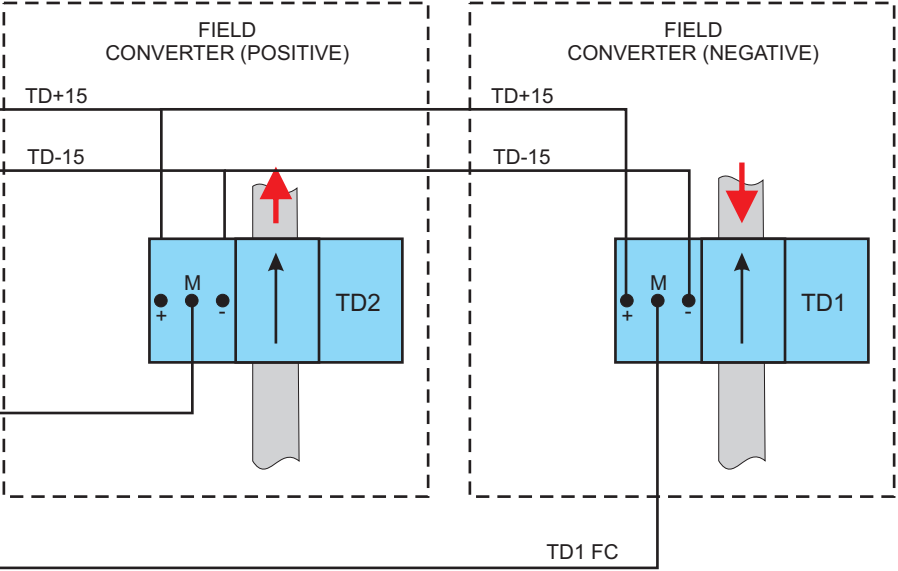 FIELD
CONVERTER (POSITIVE)
FIELD
CONVERTER (NEGATIVE)
TD+15
TD+15
TD-15
TD-15
M
+
-
TD2
M
+
-
TD1
TD1 FC